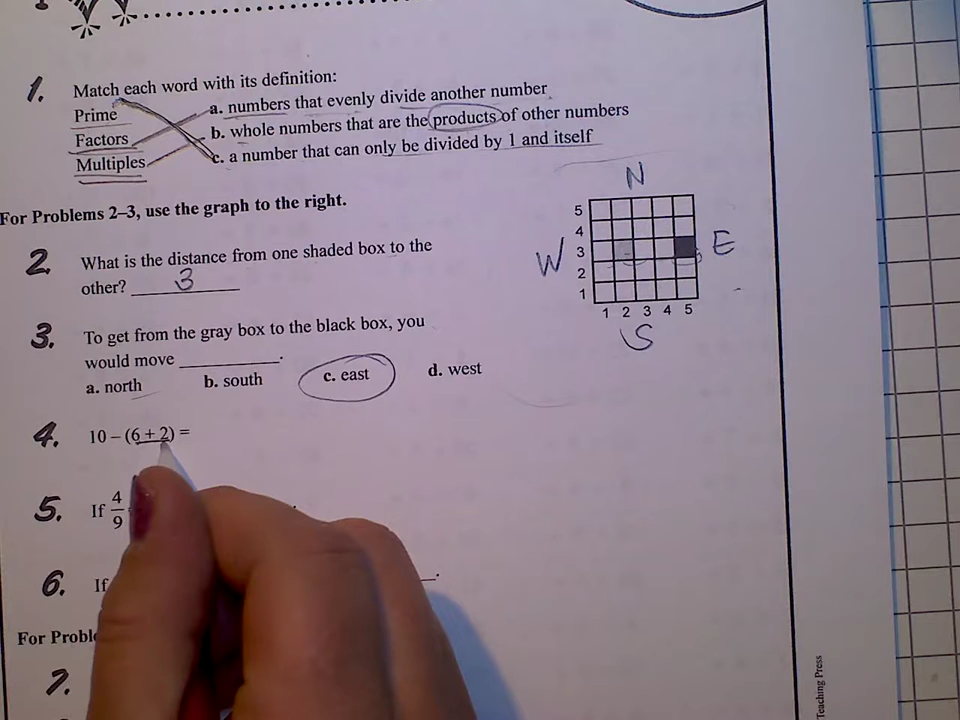 1. Match each word with its definition:
Prime a. numbers that evenly divide another number
Factors b. whole numbers that are the products of other numbers
Multiples c. a number that can only be divided by 1 and itself
For Problems 2–3, use the graph to the right.
N
5
4
W 3 E
2
1
1 2 3 4 5
S
2. What is the distance from one shaded box to the
other? 3
3. To get from the gray box to the black box, you
would move ________.
a. north b. south c. east d. west
4. 10 – (6 + 2) =
5. If 4/9
6. If
For
7.
Teaching Press